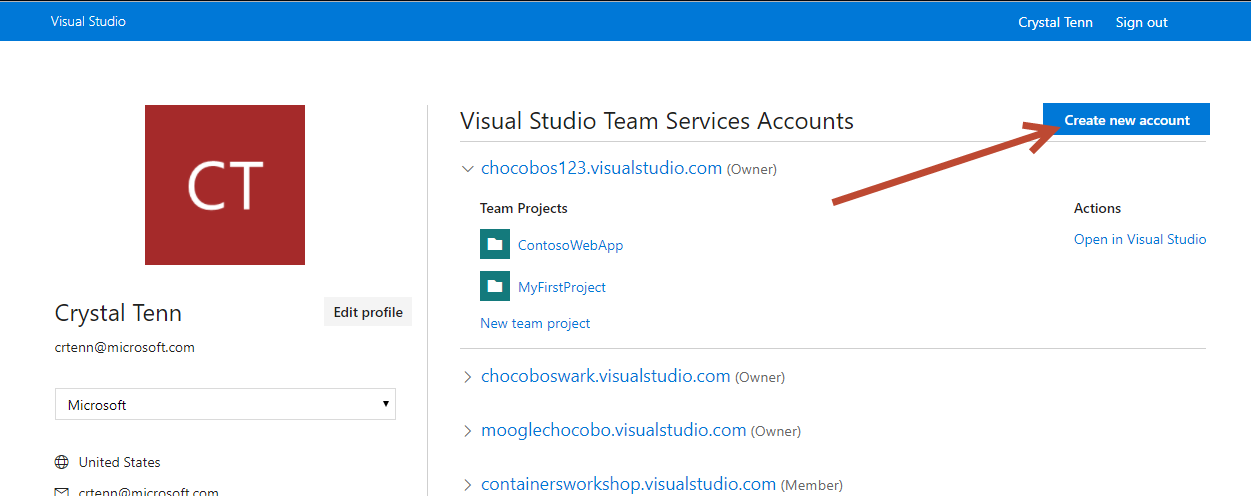 Visual Studio
Crystal Tenn Sign out
CT
Crystal Tenn
Edit profile
crtenn@microsoft.com
Microsoft
United States
crtenn@microsoft.com
Visual Studio Team Services Accounts
Create new account
chocobos123.visualstudio.com (Owner)
Team Projects
Actions
ContosoWebApp
Open in Visual Studio
MyFirstProject
New team project
chocoboswark.visualstudio.com (Owner)
mooglechocobo.visualstudio.com (Owner)
containersworkshop.visualstudio.com (Member)